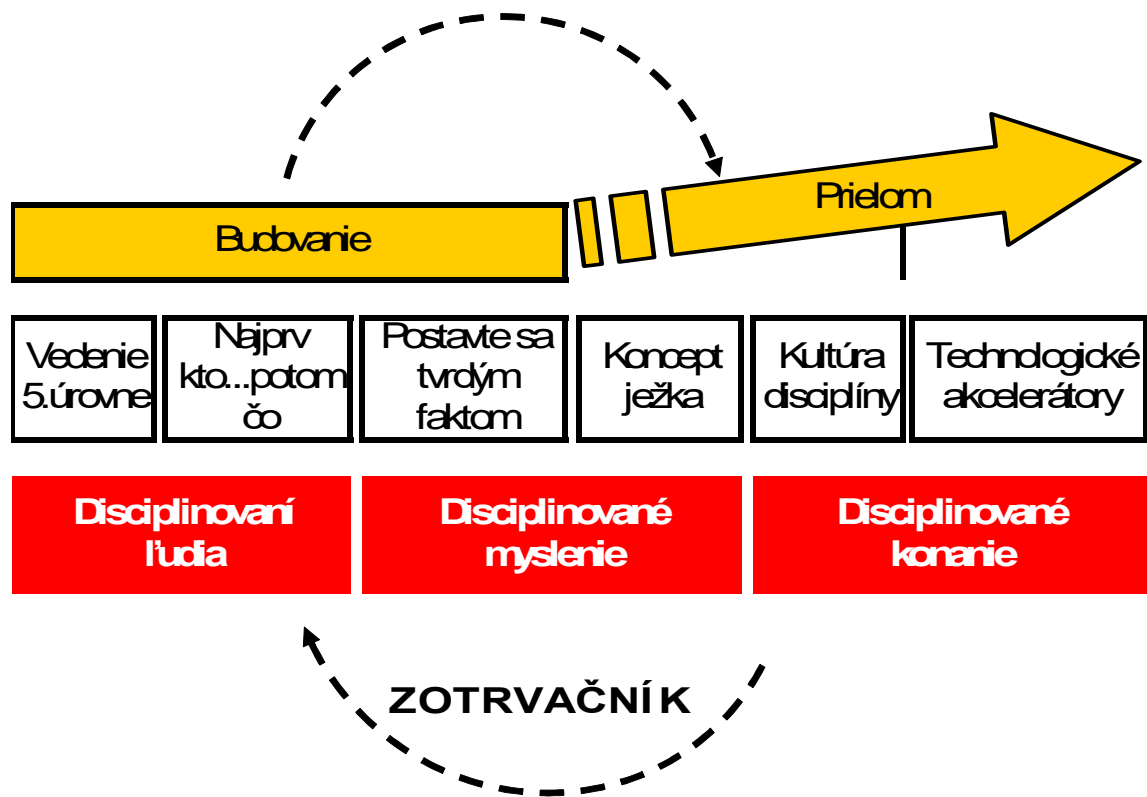 Prielom
Budovanie
Vedenie
5.úrovne
Najprv
kto...potom
čo
Postavte sa
tvrdým
faktom
Koncept
ježka
Kultúra
disciplíny
Technologické
akcelerátory
Disciplinovaní
ľudia
Disciplinované
myslenie
Disciplinované
konanie
ZOTRVAČNÍK